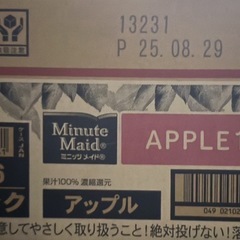 13231
P 25.08.29
Minute
Maid®
ミニッツ メイド®
APPLE
果汁100% 濃縮還元
ック アップル
してやさしく取り扱うこと!絶対投げない!